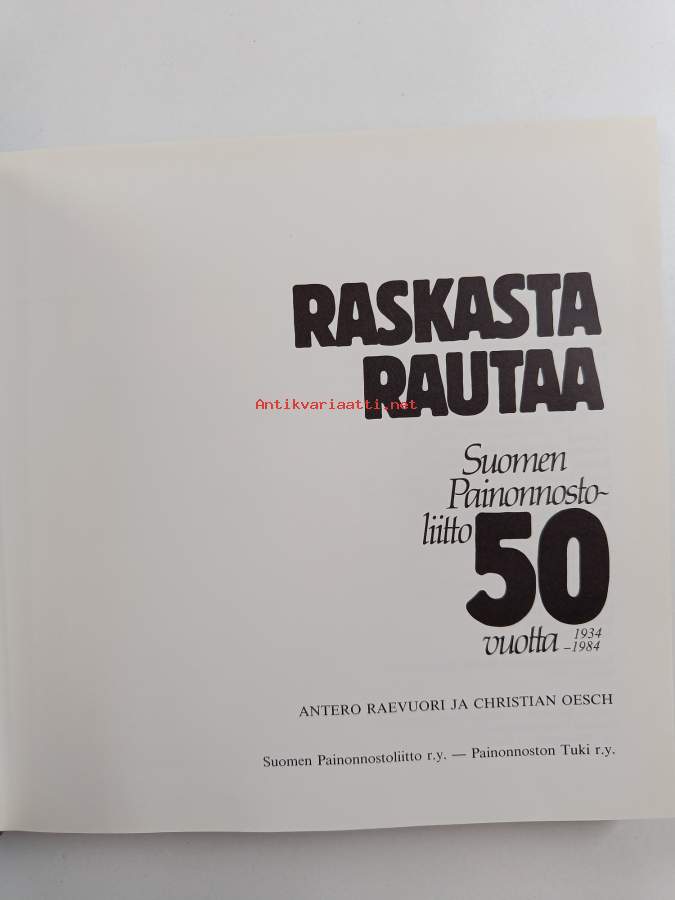 RASKASTA
RAUTAA
Antikvariaatti.net
Suomen
Painonnosto-
liitto 50
vuotta 1934
–1984
ANTERO RAEVUORI JA CHRISTIAN OESCH
Suomen Painonnostoliitto r.y. — Painonnoston Tuki r.y.